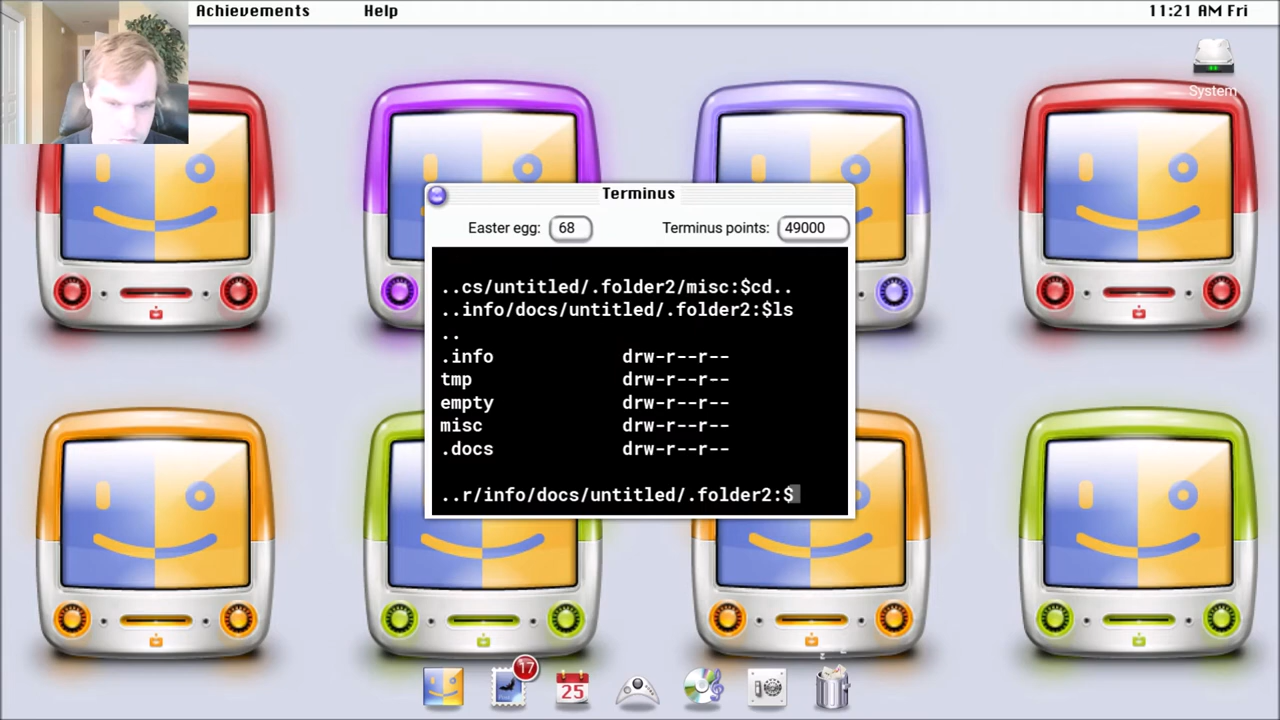 Achievements Help 11:21 AM Fri
System
Terminus
Easter egg: 68 Terminus points: 49000
..cs/untitled/.folder2/misc:$cd..
..info/docs/untitled/.folder2:$ls
..
.info drw-r--r--
tmp drw-r--r--
empty drw-r--r--
misc drw-r--r--
.docs drw-r--r--
..r/info/docs/untitled/.folder2:$
17
25